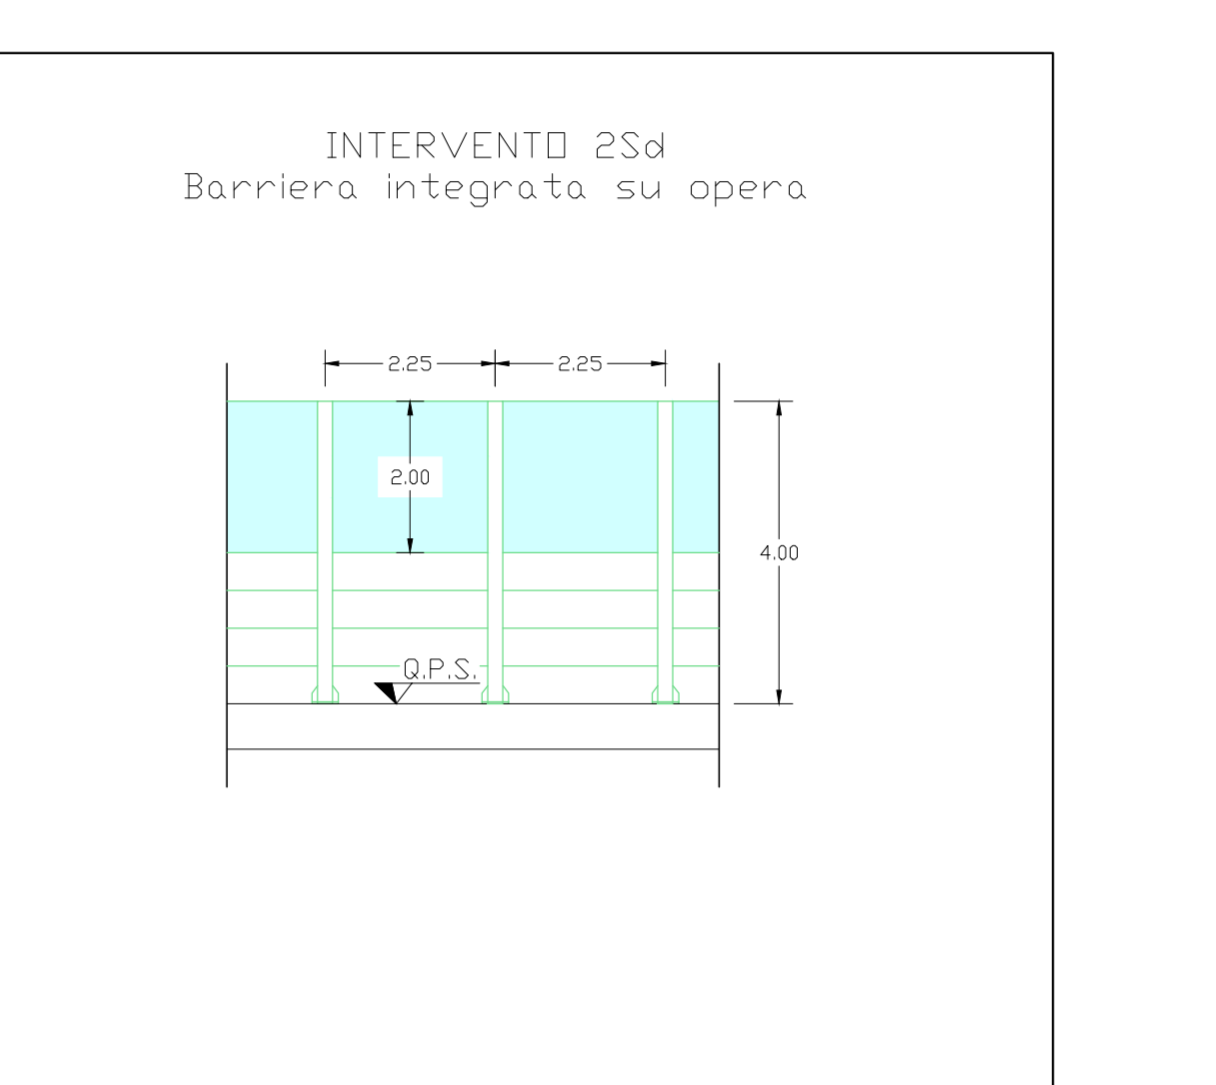 INTERVENTO 2Sd
Barriera integrata su opera
2.25 2.25
2.00
4.00
Q.P.S.